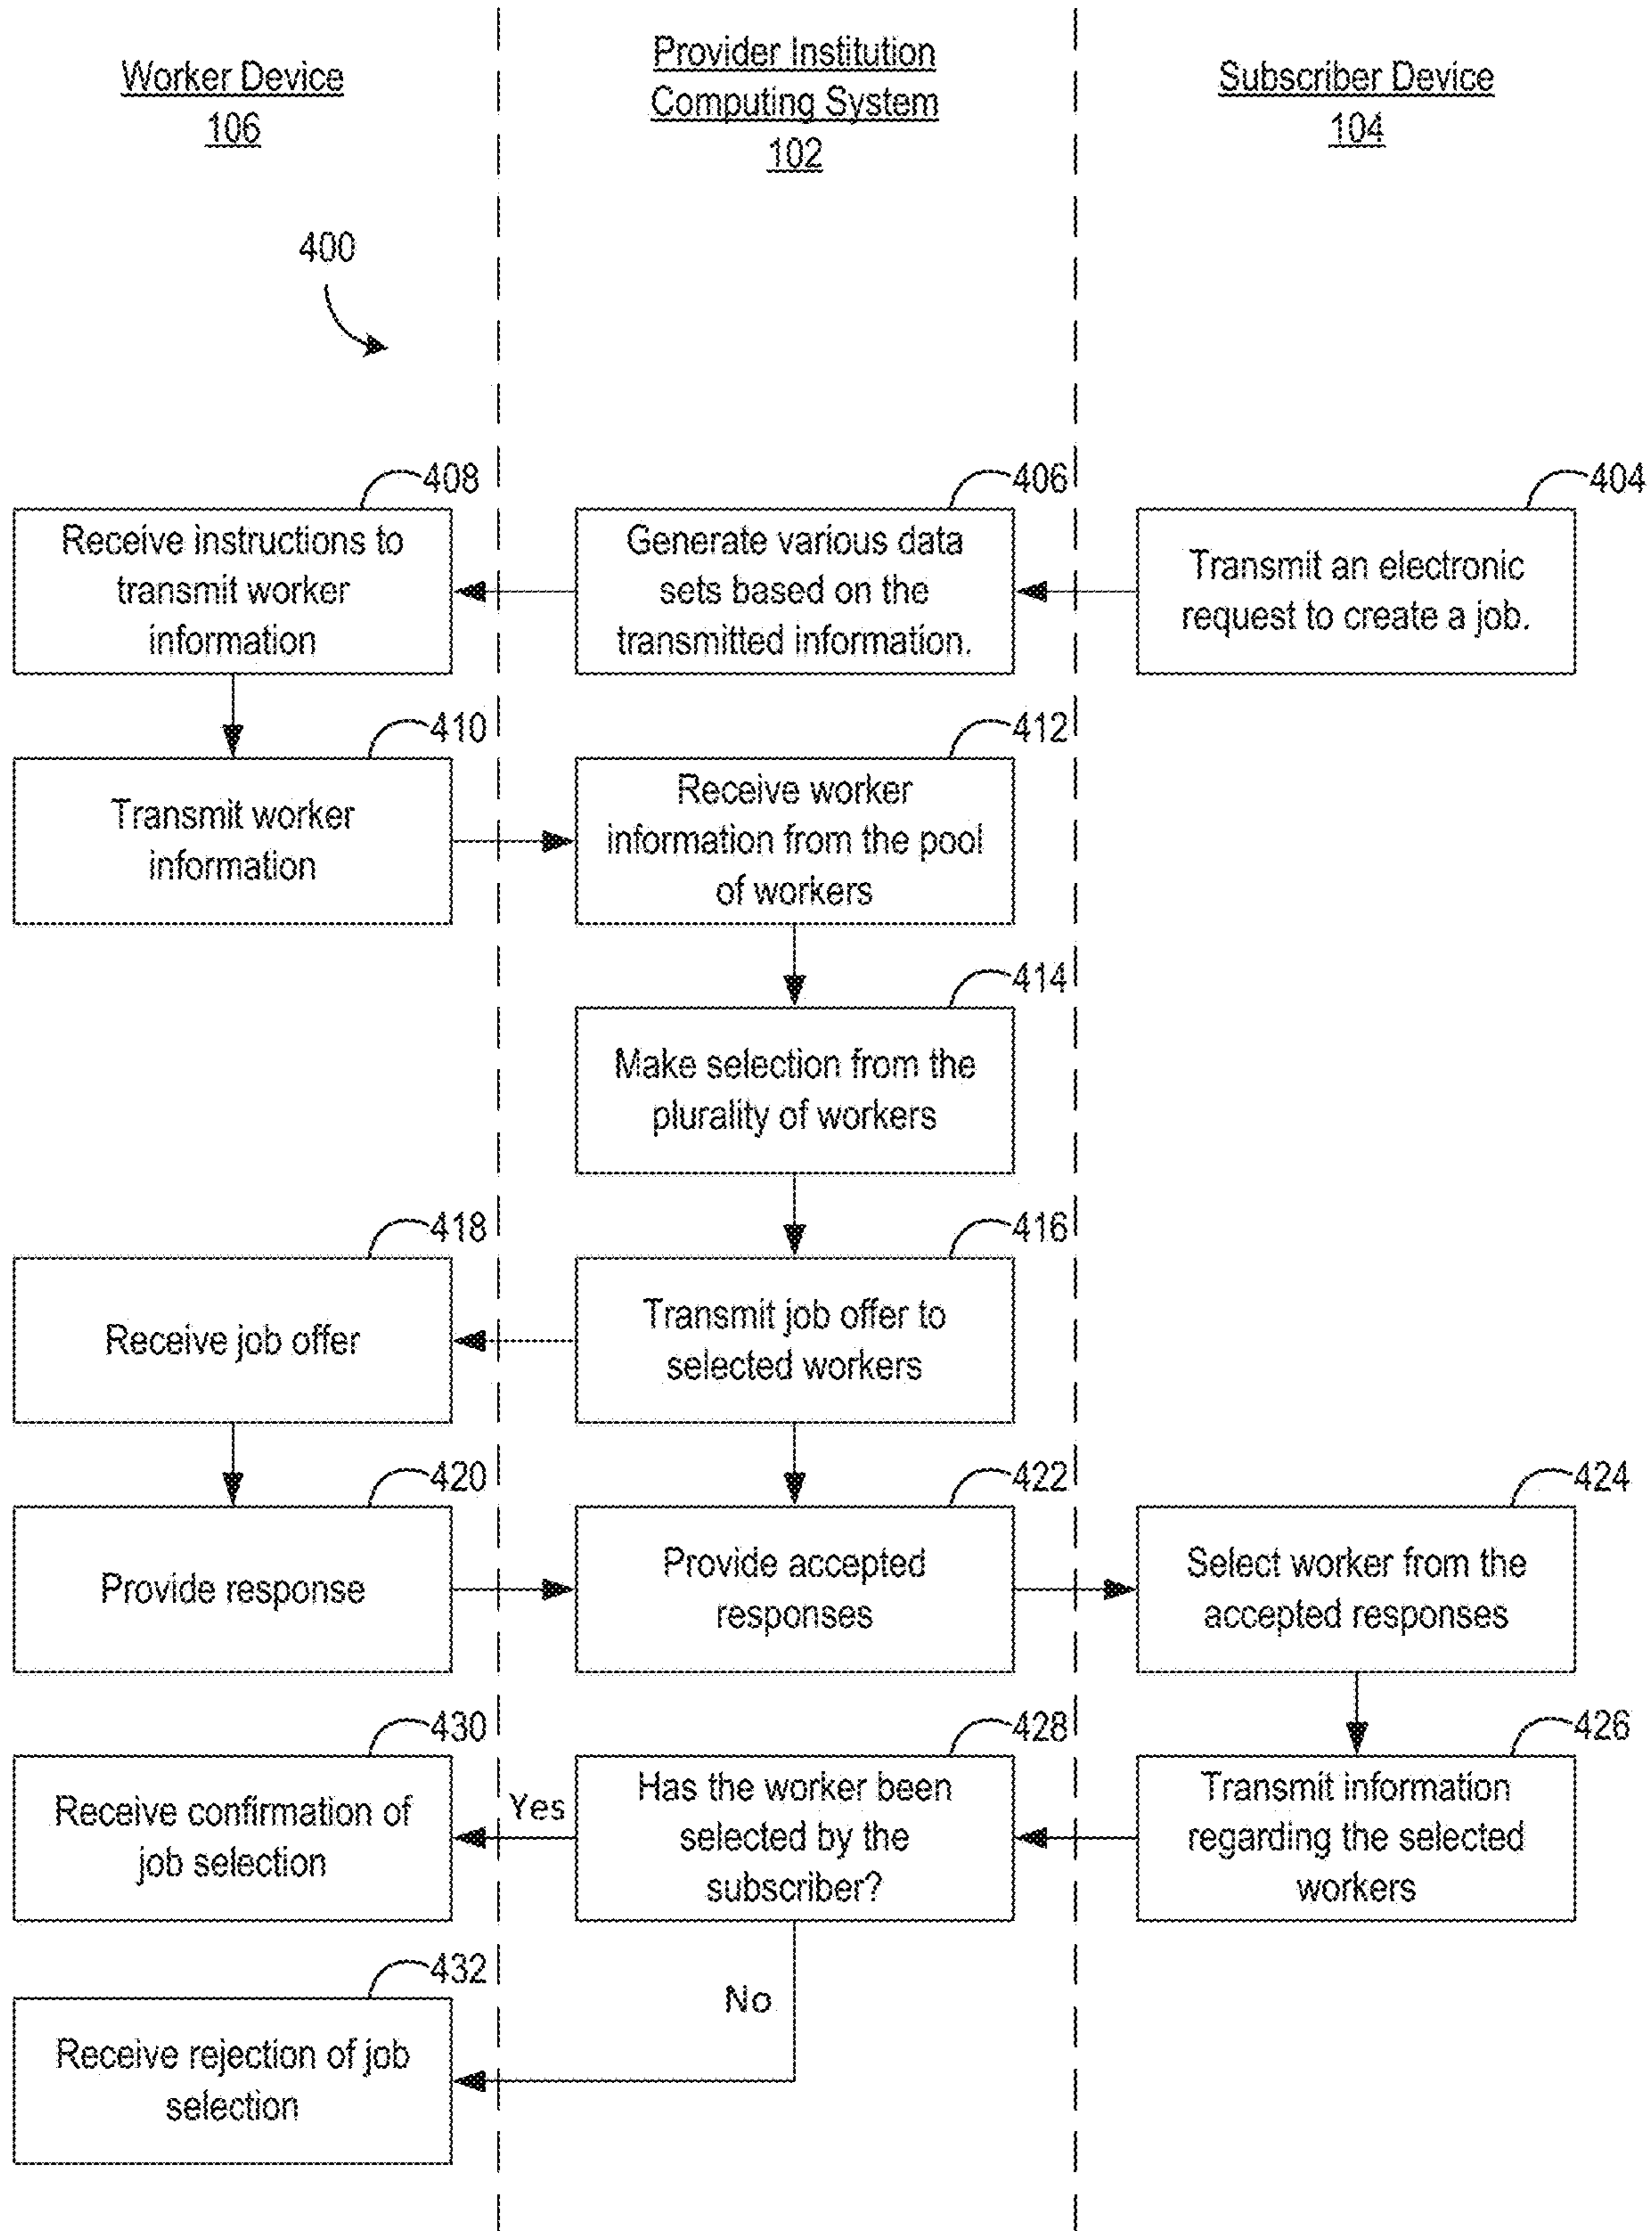 Worker Device
106
Provider Institution
Computing System
102
Subscriber Device
104
400
408
Receive instructions to
transmit worker
information
406
Generate various data
sets based on the
transmitted information.
404
Transmit an electronic
request to create a job.
410
Transmit worker
information
412
Receive worker
information from the pool
of workers
414
Make selection from the
plurality of workers
418
Receive job offer
416
Transmit job offer to
selected workers
420
Provide response
422
Provide accepted
responses
424
Select worker from the
accepted responses
430
Receive confirmation of
job selection
Yes
428
Has the worker been
selected by the
subscriber?
426
Transmit information
regarding the selected
workers
432
Receive rejection of job
selection
No